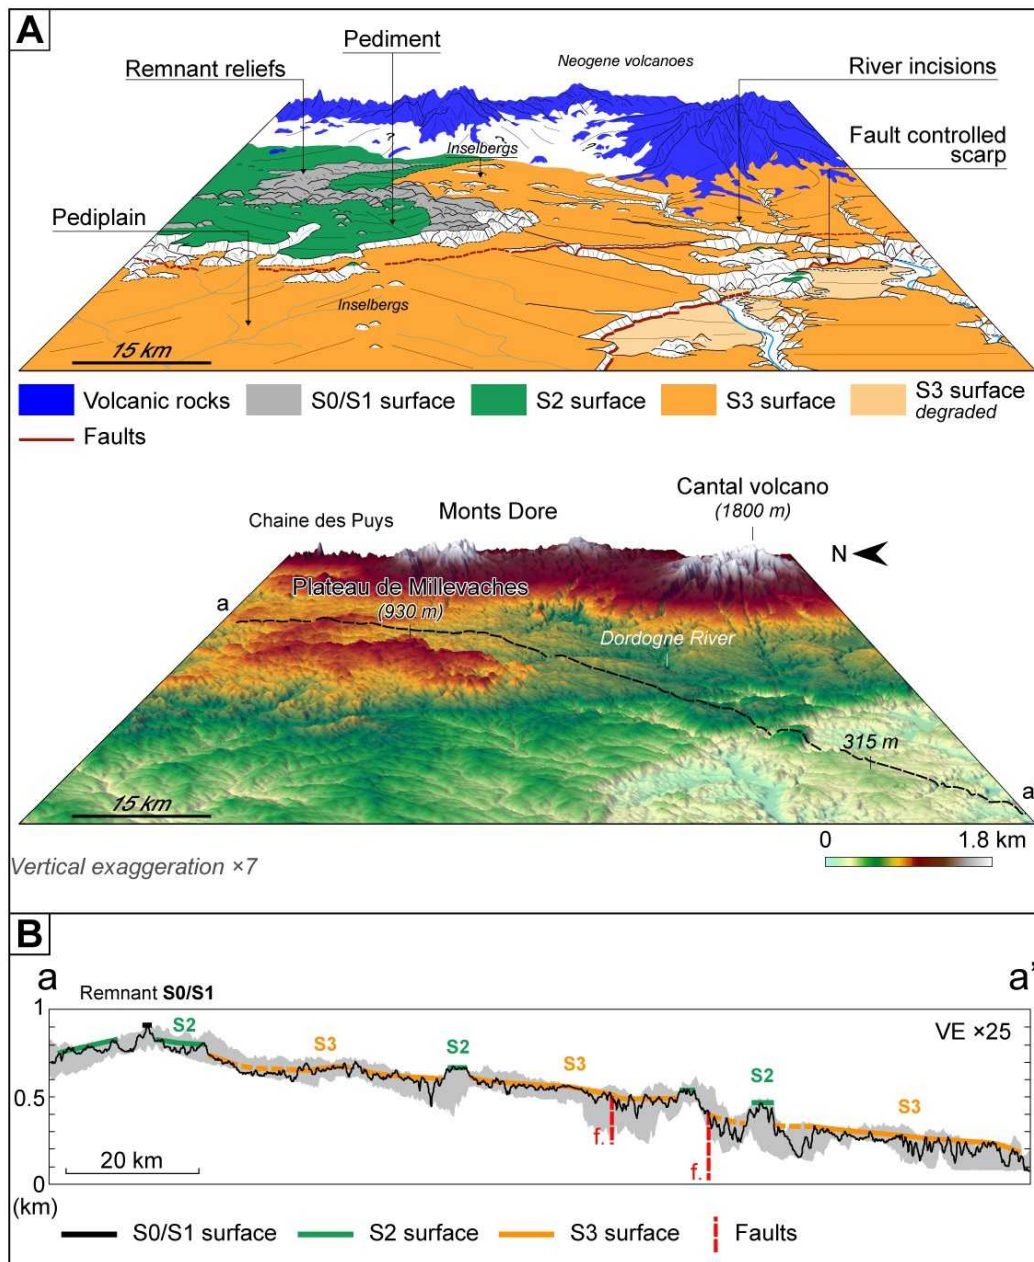 A
Pediment
Neogene volcanoes
Remnant reliefs
River incisions
Fault controlled
scarp
Inselbergs
Pediplain
Inselbergs
15 km
Volcanic rocks
S0/S1 surface
S2 surface
S3 surface
S3 surface
degraded
Faults
Cantal volcano
(1800 m)
Monts Dore
Chaine des Puys
N
Plateau de Millevaches
(930 m)
a
Dordogne River
315 m
a'
15 km
0 1.8 km
Vertical exaggeration ×7
B
a
a'
Remnant S0/S1
1
S2
S3
S2
S3
S2
S3
VE ×25
0.5
f.
f.
20 km
0
(km)
S0/S1 surface
S2 surface
S3 surface
Faults